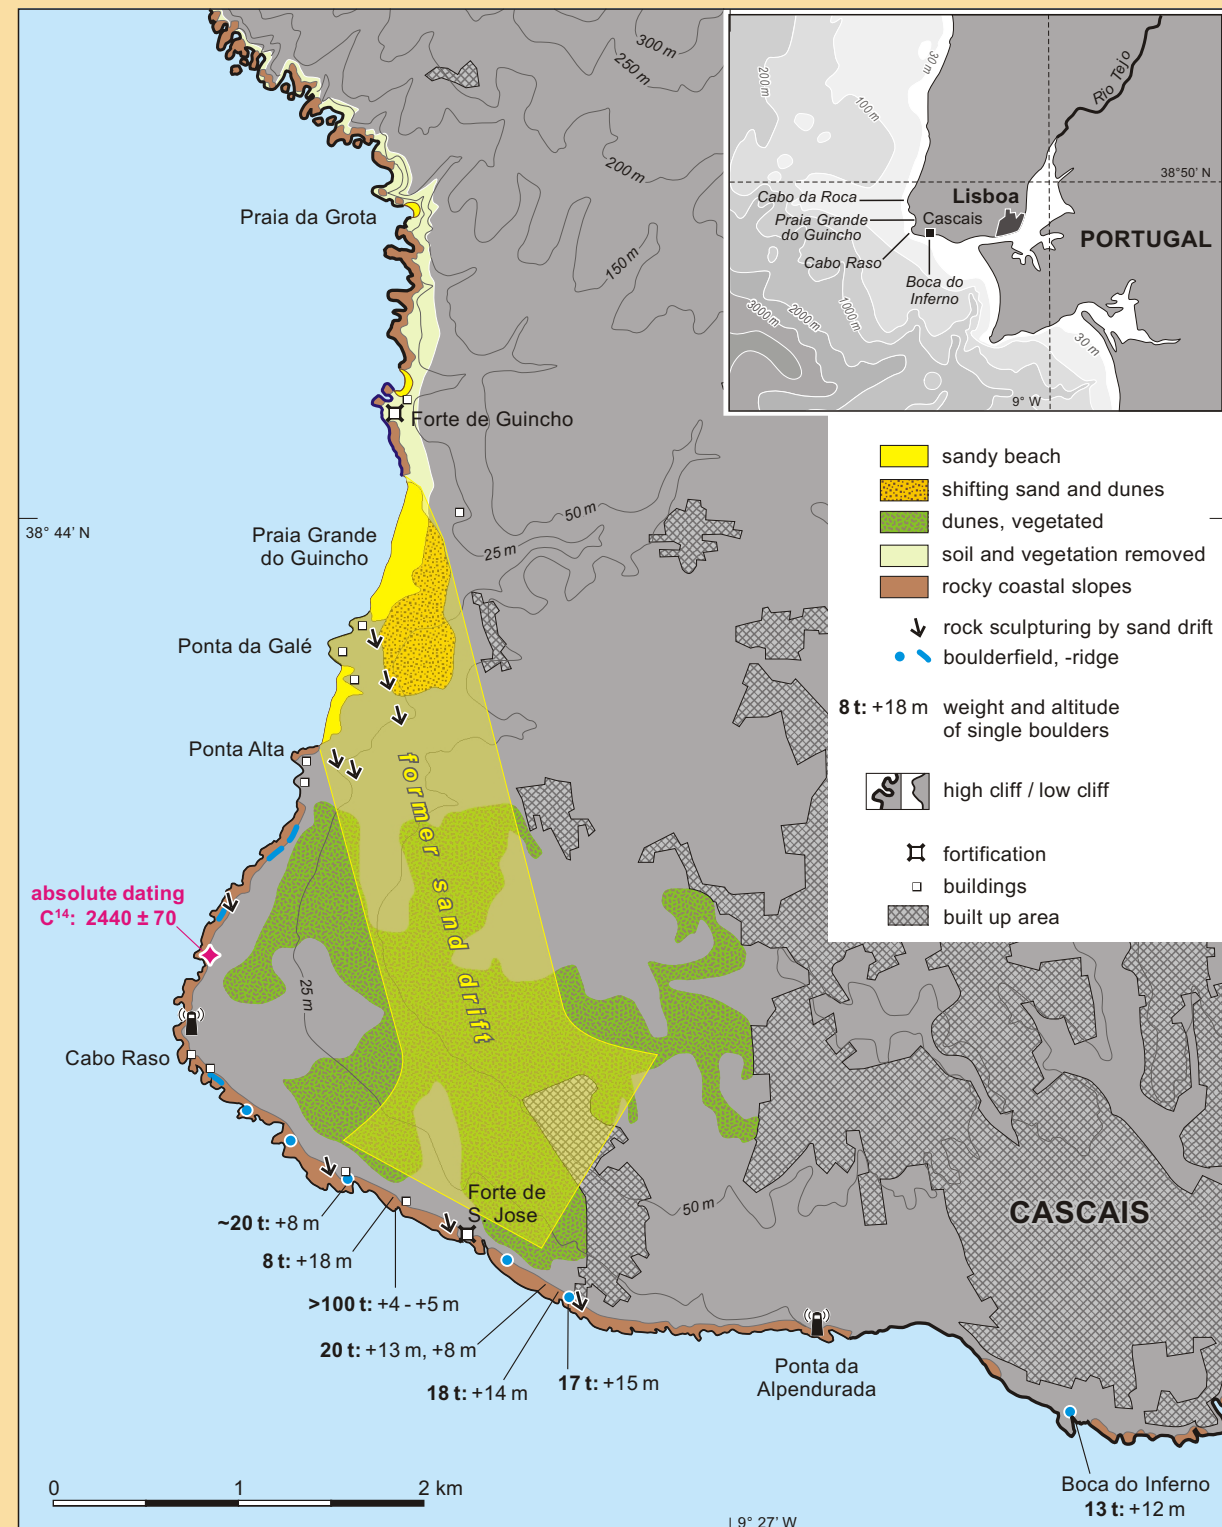 300 m
250 m
200 m
150 m
Praia da Grota
Forte de Guincho
38° 44' N
Praia Grande
do Guincho
50 m
25 m
Ponta da Galé
Ponta Alta
former sand drift
absolute dating
C¹⁴: 2440 ± 70
25 m
Cabo Raso
Forte de
S. Jose
~20 t: +8 m
8 t: +18 m
>100 t: +4 - +5 m
20 t: +13 m, +8 m
18 t: +14 m
17 t: +15 m
50 m
CASCAIS
Ponta da
Alpendurada
Boca do Inferno
13 t: +12 m
0 1 2 km
9° 27' W
200 m
100 m
30 m
Rio Tejo
38°50' N
Cabo da Roca
Lisboa
Praia Grande
do Guincho
Cascais
PORTUGAL
Cabo Raso
Boca do
Inferno
3000 m
2000 m
1000 m
30 m
9° W
sandy beach
shifting sand and dunes
dunes, vegetated
soil and vegetation removed
rocky coastal slopes
rock sculpturing by sand drift
boulderfield, -ridge
8 t: +18 m weight and altitude
of single boulders
high cliff / low cliff
fortification
buildings
built up area